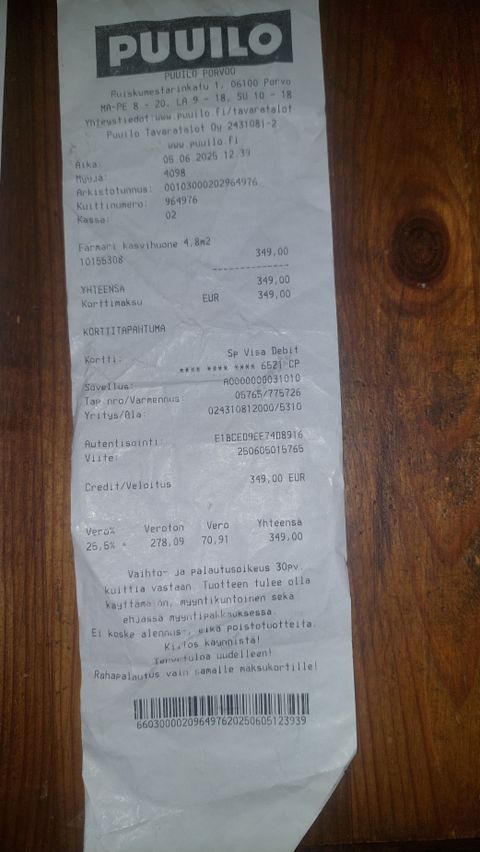 PUUILO
PUUILO PORVOO
Ruiskumestarinkatu 1, 06100 Porvo
MA-PE 8 - 20, LA 9 - 18, SU 10 - 18
Yhteystiedot:www.puuilo.fi/tavaratalot
Puuilo Tavaratalot Oy 2431081-2
www.puuilo.fi
Aika: 05.06.2025 12.39
Myyjä: 4098
Arkistotunnus: 00103000202964976
Kuittinumero: 964976
Kassa: 02
Farmari kasvihuone 4,8m2
10155308 349,00
YHTEENSÄ 349,00
Korttimaksu EUR 349,00
KORTTITAPAHTUMA
Kortti: Sp Visa Debit
**** **** **** 6521 CP
Sovellus: A0000000031010
Tap.nro/Varmennus: 05765/775726
Yritys/Ala: 024310812000/5310
Autentisointi: E1BCED9EE74D8916
Viite: 250605015765
Credit/Veloitus 349,00 EUR
Vero% Veroton Vero Yhteensä
25,5% 278,09 70,91 349,00
Vaihto- ja palautusoikeus 30pv.
kuittia vastaan. Tuotteen tulee olla
käyttämätön, myyntikuntoinen sekä
ehjässä myyntipakkauksessa.
Ei koske alennus-, eikä poistotuotteita.
Kiitos käynnistä!
Tervetuloa uudelleen!
Rahapalautus vain samalle maksukortille!
660300002096497620250605123939